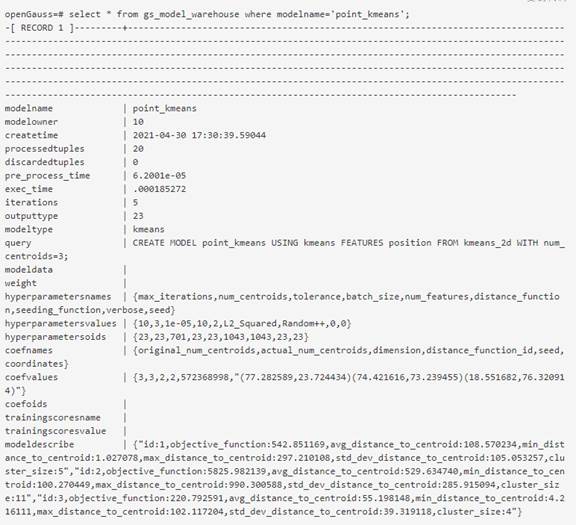 openGauss=# select * from gs_model_warehouse where modelname='point_kmeans';
-[ RECORD 1 ]---------+--------------------------------------------------------------------------------
modelname | point_kmeans
modelowner | 10
createtime | 2021-04-30 17:30:39.59044
processedtuples | 20
discardedtuples | 0
pre_process_time | 6.2001e-05
exec_time | .000185272
iterations | 5
outputtype | 23
modeltype | kmeans
query | CREATE MODEL point_kmeans USING kmeans FEATURES position FROM kmeans_2d WITH num_
centroids=3;
modeldata |
weight |
hyperparametersnames | {max_iterations,num_centroids,tolerance,batch_size,num_features,distance_functio
n,seeding_function,verbose,seed}
hyperparametersvalues | {10,3,1e-05,10,2,L2_Squared,Random++,0,0}
hyperparametersoids | {23,23,701,23,23,1043,1043,23,23}
coefnames | {original_num_centroids,actual_num_centroids,dimension,distance_function_id,seed,
coordinates}
coefvalues | {3,3,2,2,572368998,"(77.282589,23.724434)(74.421616,73.239455)(18.551682,76.32091
4)"}
coefoids |
trainingscoresname |
trainingscoresvalue |
modeldescribe | {"id:1,objective_function:542.851169,avg_distance_to_centroid:108.570234,min_dist
ance_to_centroid:1.027078,max_distance_to_centroid:297.210108,std_dev_distance_to_centroid:105.053257,clu
ster_size:5","id:2,objective_function:5825.982139,avg_distance_to_centroid:529.634740,min_distance_to_cen
troid:100.270449,max_distance_to_centroid:990.300588,std_dev_distance_to_centroid:285.915094,cluster_siz
e:11","id:3,objective_function:220.792591,avg_distance_to_centroid:55.198148,min_distance_to_centroid:4.2
16111,max_distance_to_centroid:102.117204,std_dev_distance_to_centroid:39.319118,cluster_size:4"}